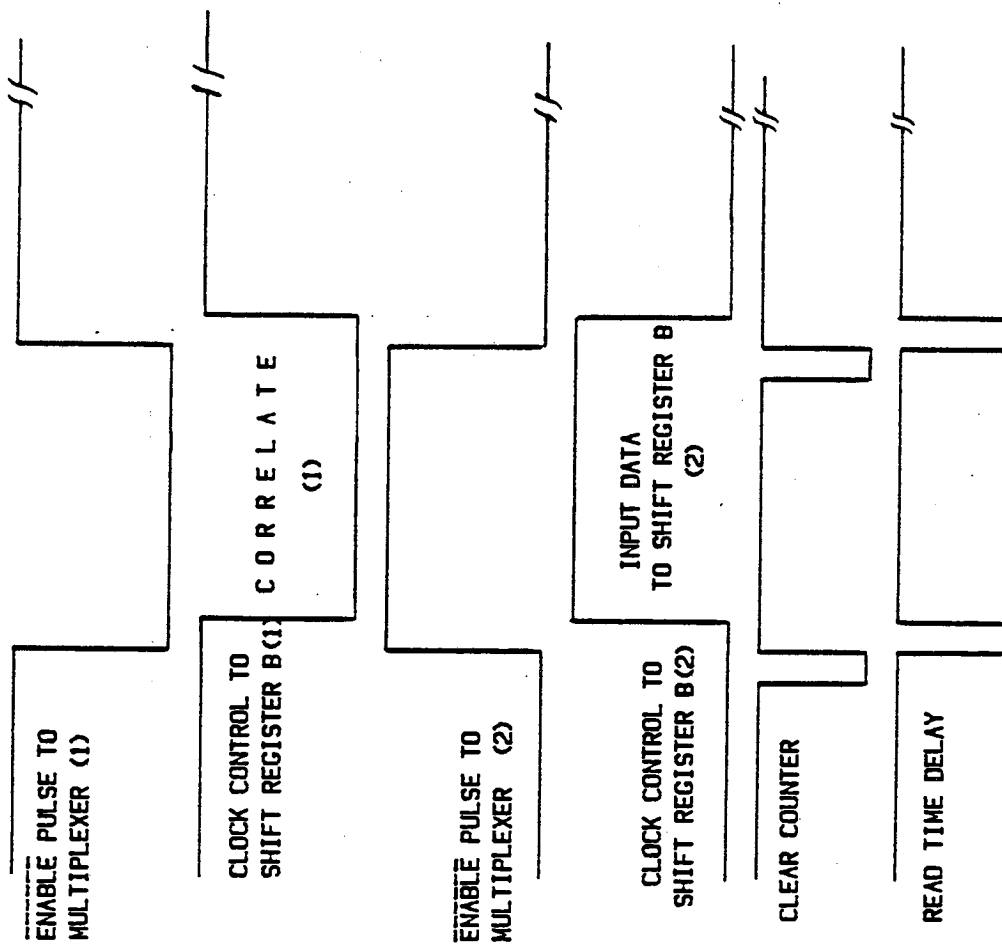 ENABLE PULSE TO
MULTIPLEXER (1)
CLOCK CONTROL TO
SHIFT REGISTER B(1)
C O R R E L A T E
(1)
ENABLE PULSE TO
MULTIPLEXER (2)
CLOCK CONTROL TO
SHIFT REGISTER B(2)
INPUT DATA
TO SHIFT REGISTER B
(2)
CLEAR COUNTER
READ TIME DELAY